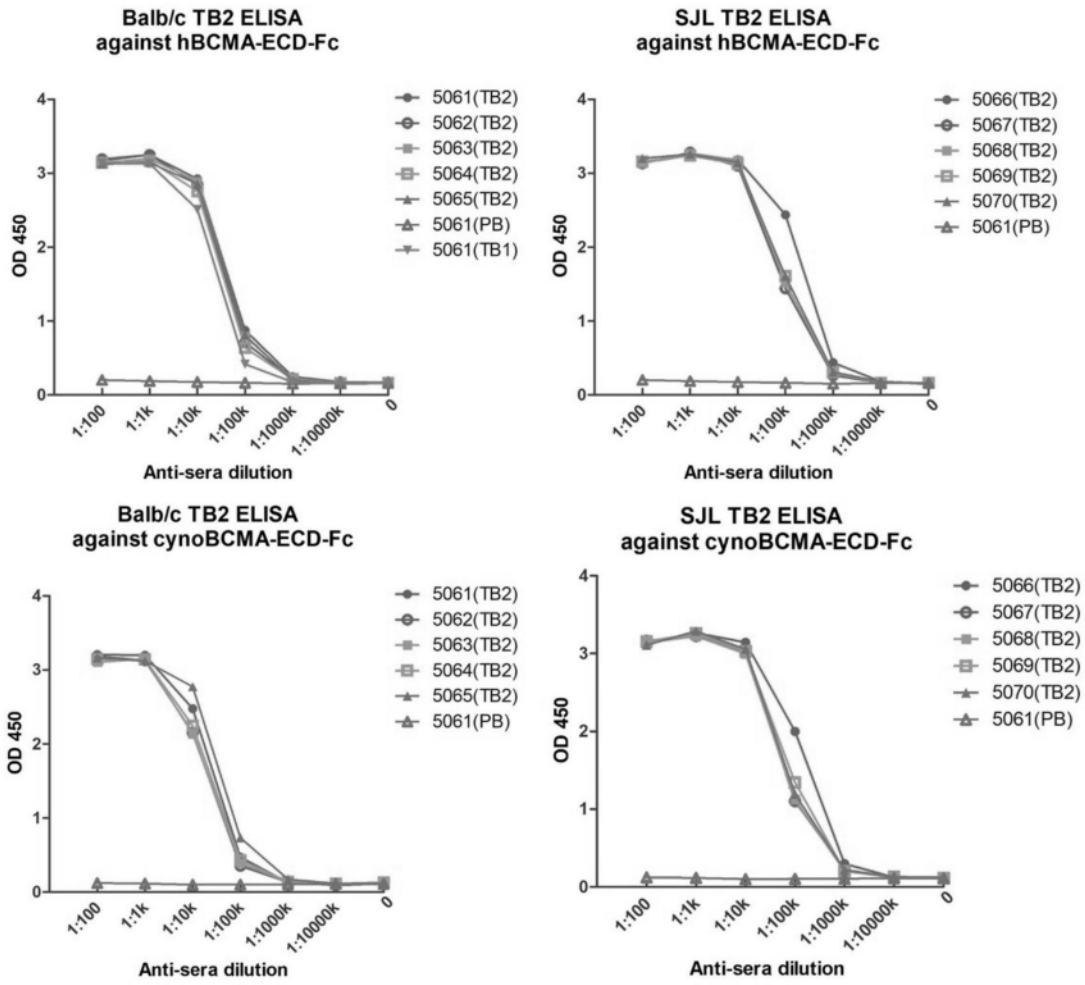 Balb/c TB2 ELISA
against hBCMA-ECD-Fc
4
3
2
1
0
OD 450
1:100
1:1k
1:10k
1:100k
1:1000k
1:10000k
0
Anti-sera dilution
5061(TB2)
5062(TB2)
5063(TB2)
5064(TB2)
5065(TB2)
5061(PB)
5061(TB1)
SJL TB2 ELISA
against hBCMA-ECD-Fc
4
3
2
1
0
OD 450
1:100
1:1k
1:10k
1:100k
1:1000k
1:10000k
0
Anti-sera dilution
5066(TB2)
5067(TB2)
5068(TB2)
5069(TB2)
5070(TB2)
5061(PB)
Balb/c TB2 ELISA
against cynoBCMA-ECD-Fc
4
3
2
1
0
OD 450
1:100
1:1k
1:10k
1:100k
1:1000k
1:10000k
0
Anti-sera dilution
5061(TB2)
5062(TB2)
5063(TB2)
5064(TB2)
5065(TB2)
5061(PB)
SJL TB2 ELISA
against cynoBCMA-ECD-Fc
4
3
2
1
0
OD 450
1:100
1:1k
1:10k
1:100k
1:1000k
1:10000k
0
Anti-sera dilution
5066(TB2)
5067(TB2)
5068(TB2)
5069(TB2)
5070(TB2)
5061(PB)